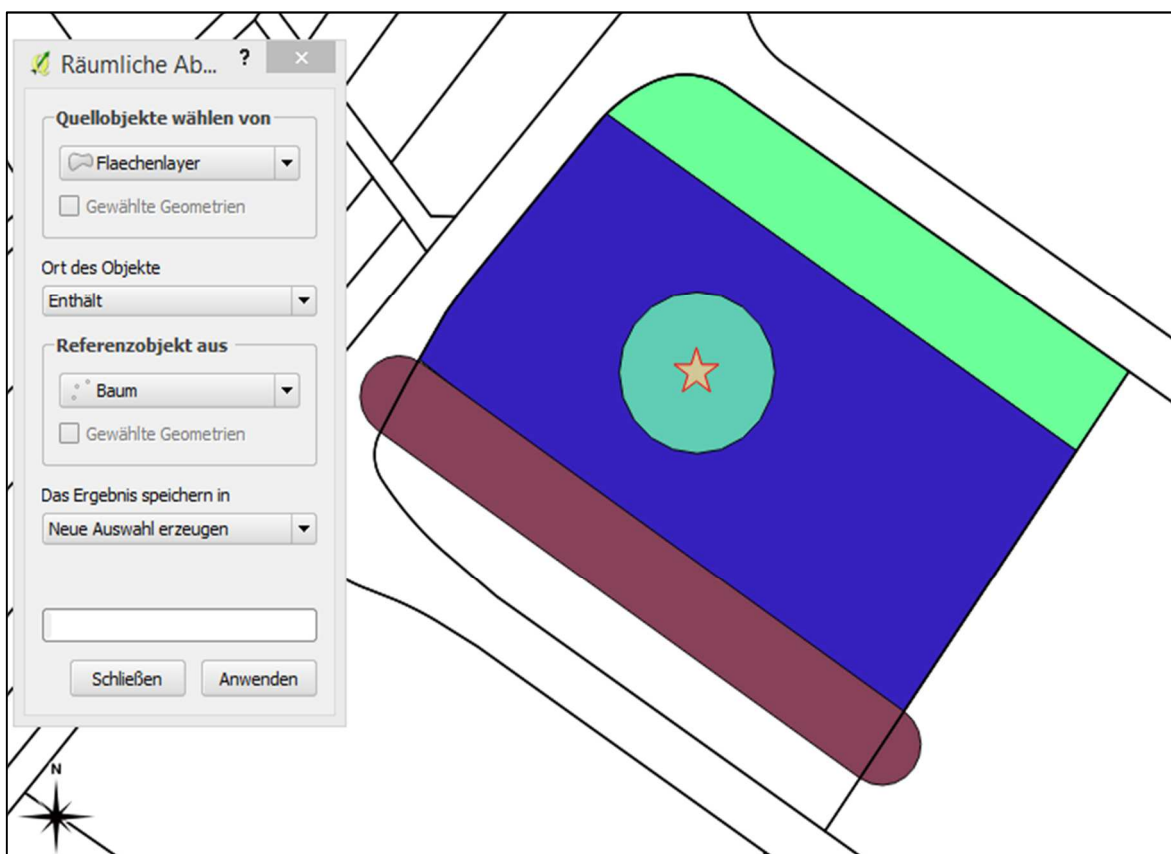 Räumliche Ab... ?
Quellobjekte wählen von
Flaechenlayer
Gewählte Geometrien
Ort des Objekte
Enthält
Referenzobjekt aus
Baum
Gewählte Geometrien
Das Ergebnis speichern in
Neue Auswahl erzeugen
Schließen Anwenden
N